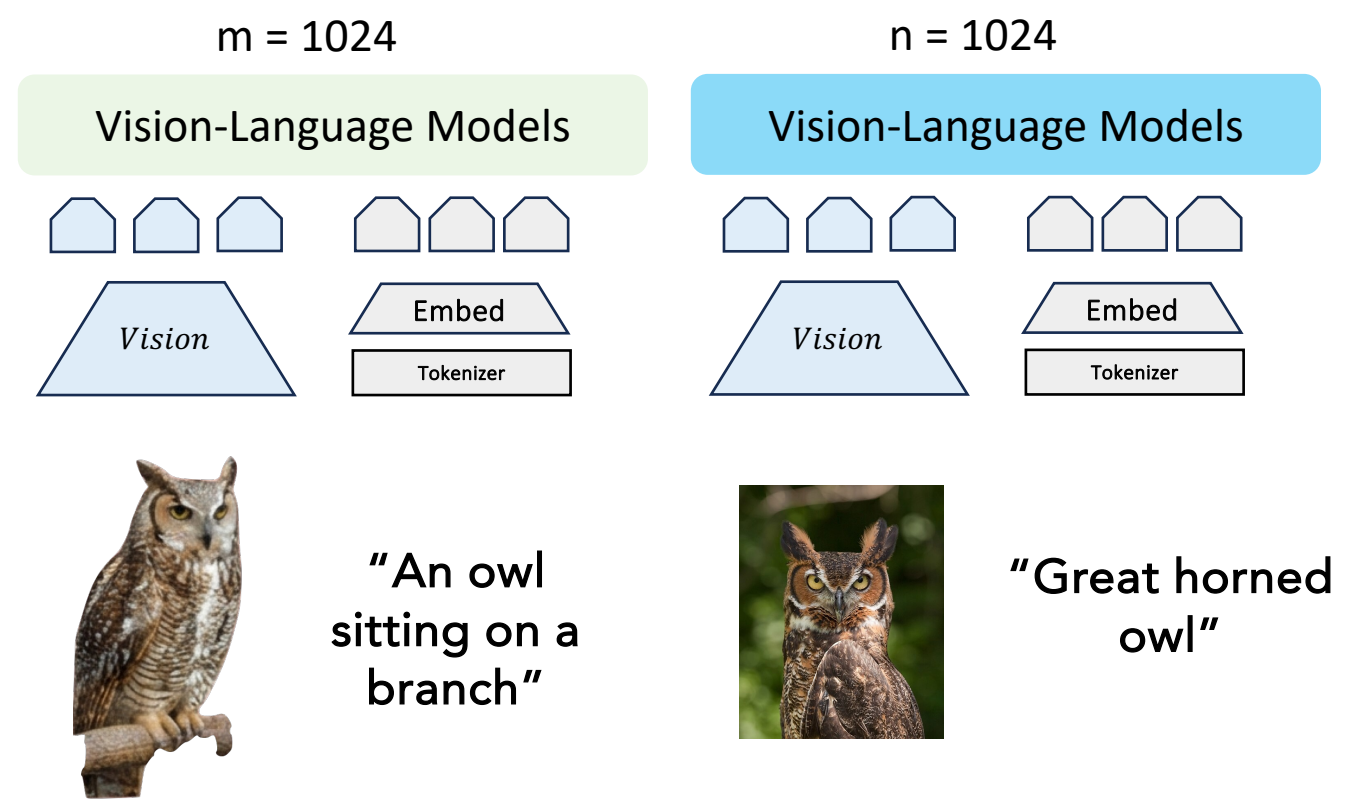 m = 1024
Vision-Language Models
Vision
Embed
Tokenizer
“An owl
sitting on a
branch”
n = 1024
Vision-Language Models
Vision
Embed
Tokenizer
“Great horned
owl”